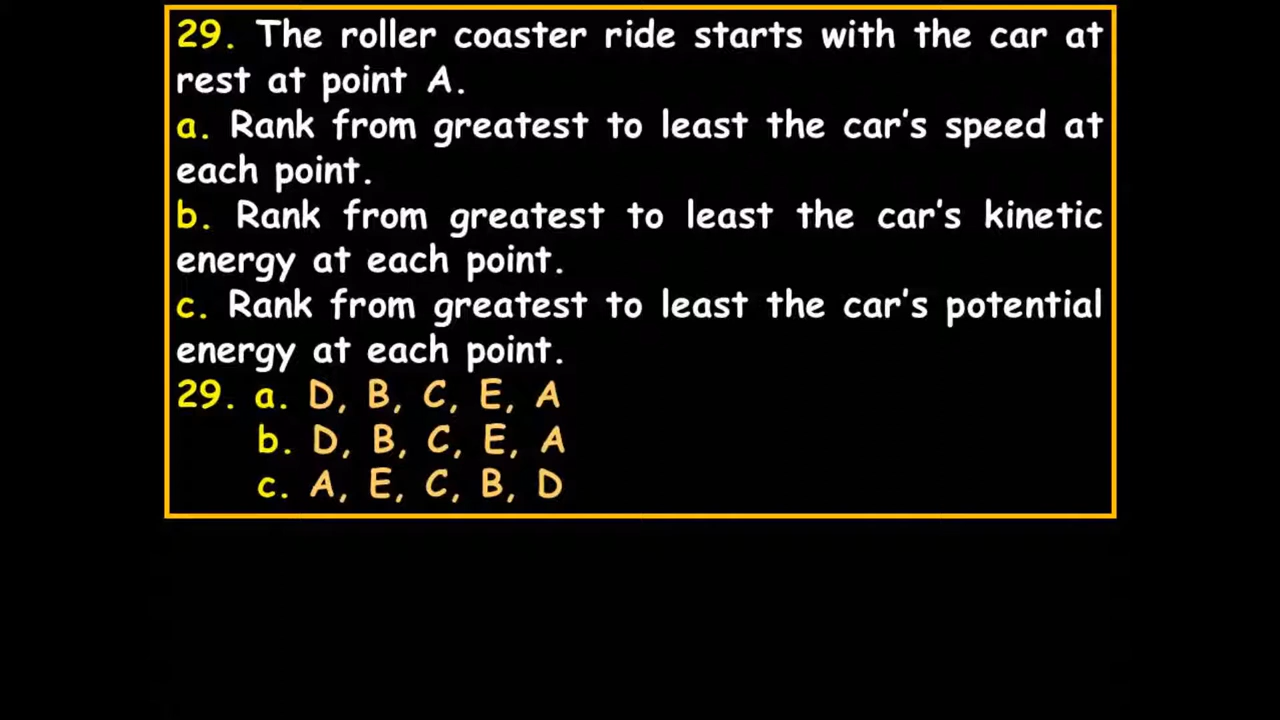 29. The roller coaster ride starts with the car at
rest at point A.
a. Rank from greatest to least the car's speed at
each point.
b. Rank from greatest to least the car's kinetic
energy at each point.
c. Rank from greatest to least the car's potential
energy at each point.
29. a. D, B, C, E, A
b. D, B, C, E, A
c. A, E, C, B, D